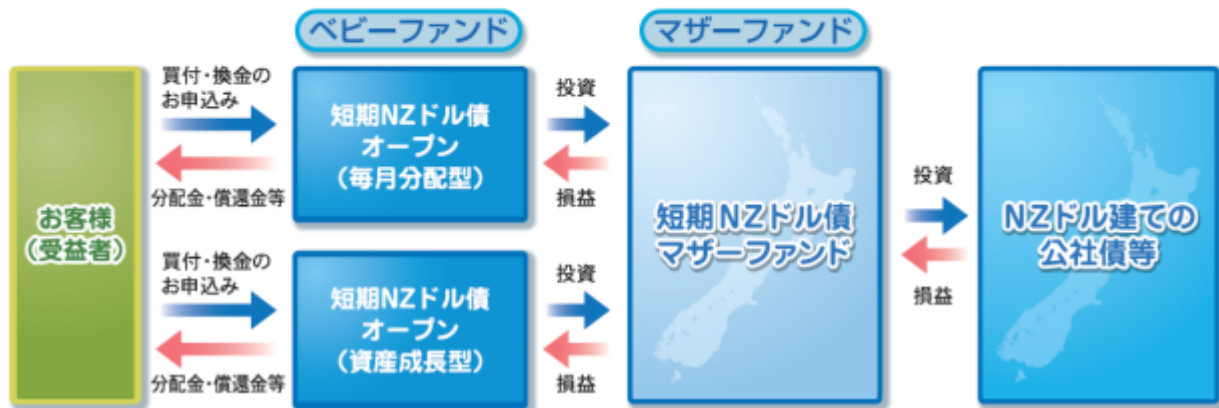 ベビーファンド
マザーファンド
お客様
(受益者)
買付・換金の
お申込み
分配金・償還金等
短期NZドル債
オープン
(毎月分配型)
投資
損益
買付・換金の
お申込み
分配金・償還金等
短期NZドル債
オープン
(資産成長型)
投資
損益
短期NZドル債
マザーファンド
投資
損益
NZドル建ての
公社債等